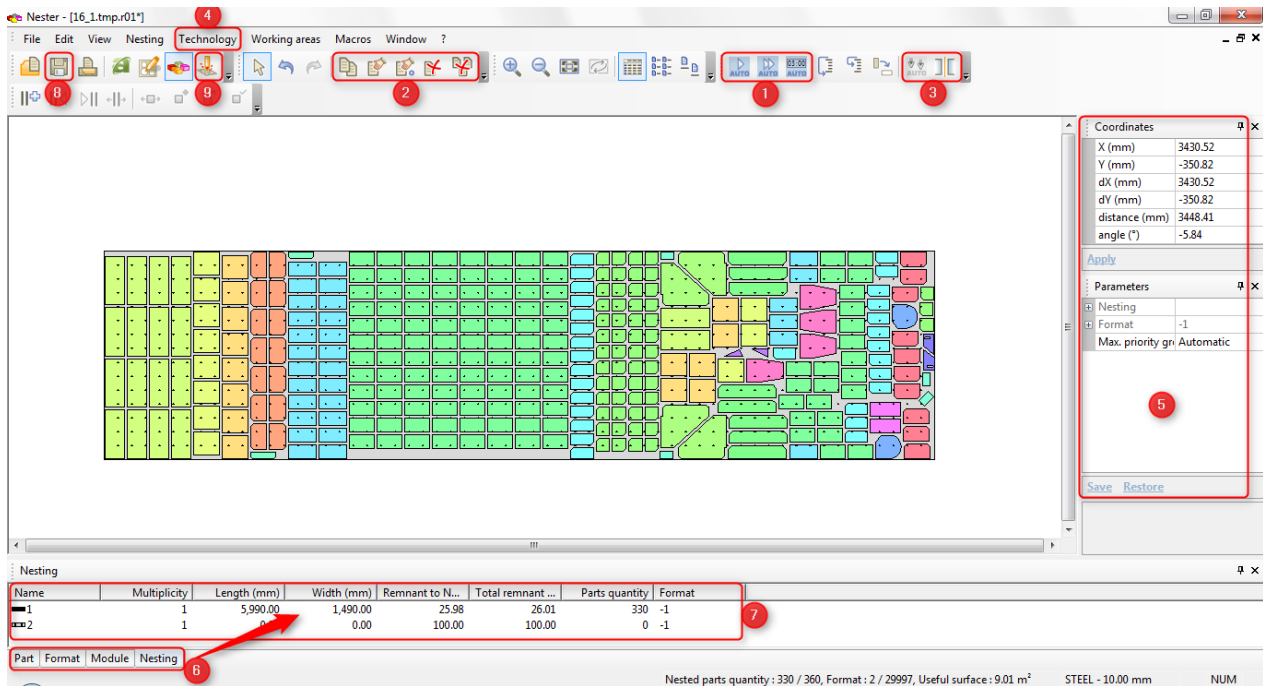 Nester - [16_1.tmp.r01*]
4
File Edit View Nesting Technology Working areas Macros Window ?
AUTO AUTO 03:00 AUTO AUTO
8 9 2 1 3
Coordinates
X (mm) 3430.52
Y (mm) -350.82
dX (mm) 3430.52
dY (mm) -350.82
distance (mm) 3448.41
angle (°) -5.84
Apply
Parameters
Nesting
Format -1
Max. priority gr Automatic
5
Save Restore
Nesting
Name Multiplicity Length (mm) Width (mm) Remnant to N... Total remnant ... Parts quantity Format
1 1 5,990.00 1,490.00 25.98 26.01 330 -1
2 1 0.00 100.00 100.00 0 -1
7
Part Format Module Nesting
6
Nested parts quantity : 330 / 360, Format : 2 / 29997, Useful surface : 9.01 m² STEEL - 10.00 mm NUM